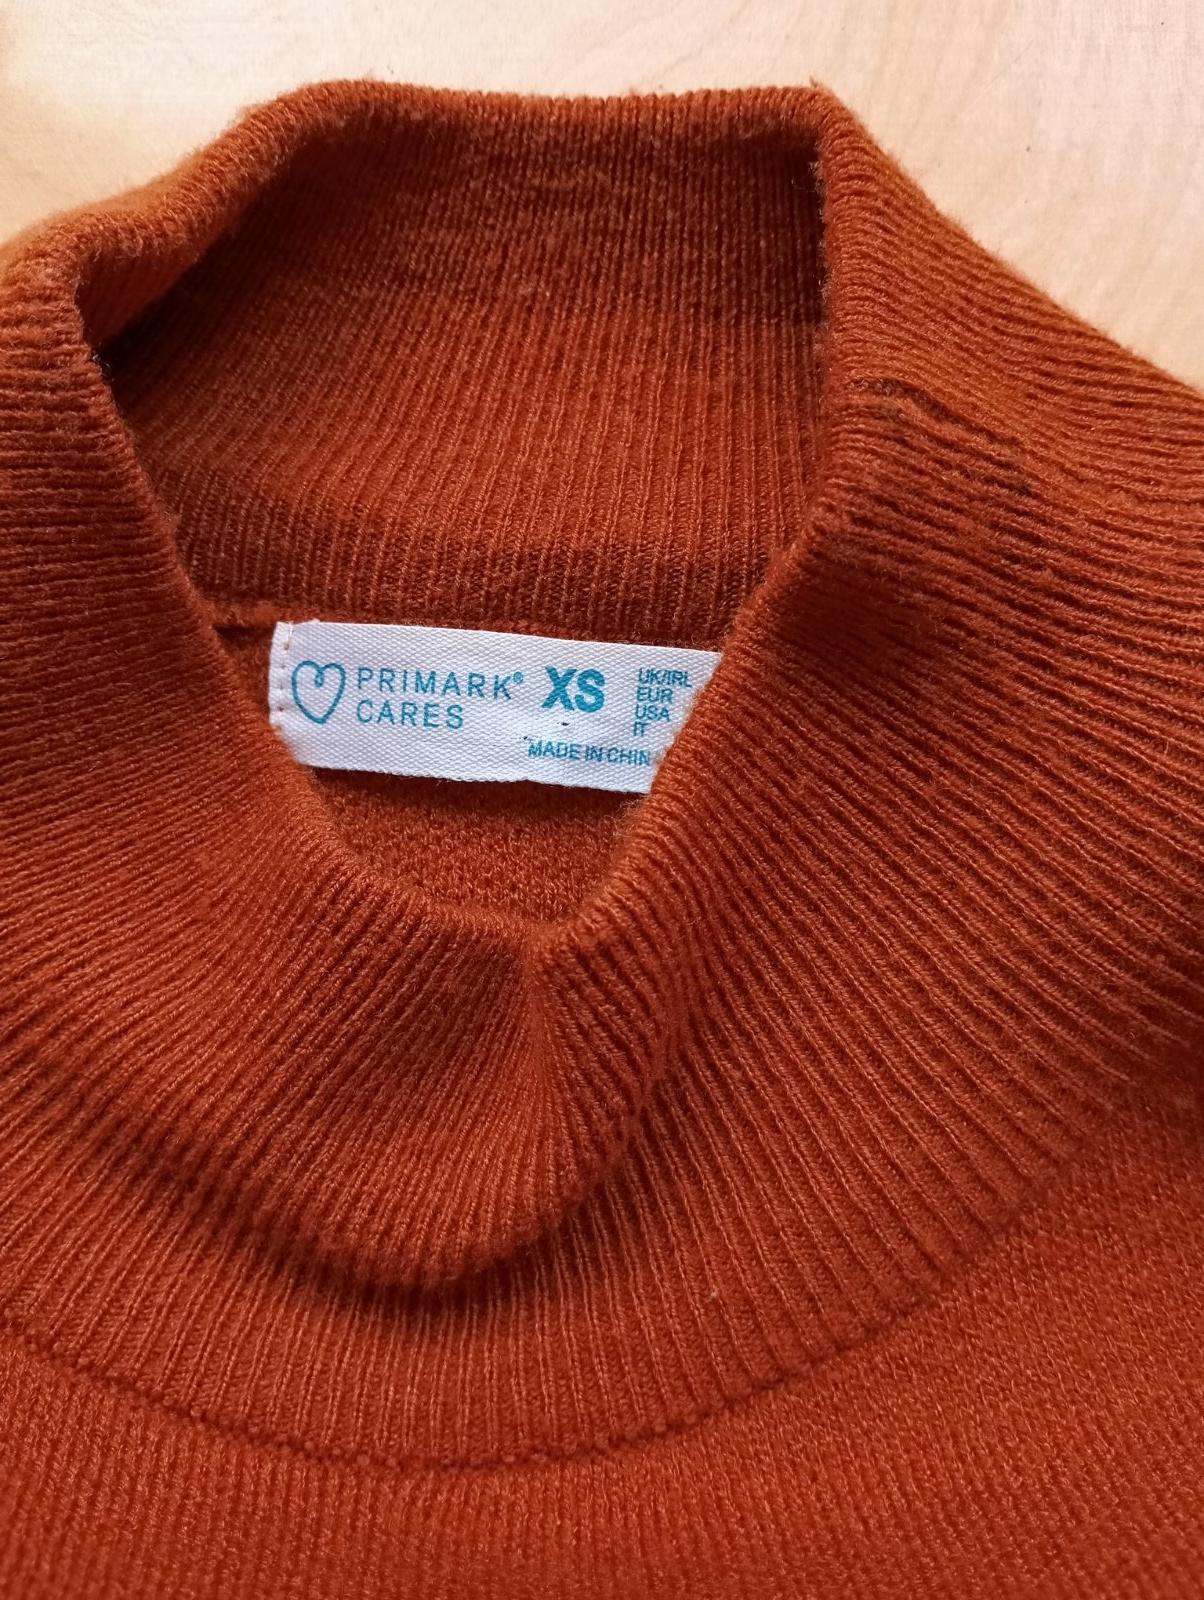 PRIMARK®
CARES
XS
UK/IRL
EUR
USA
IT
MADE IN CHIN